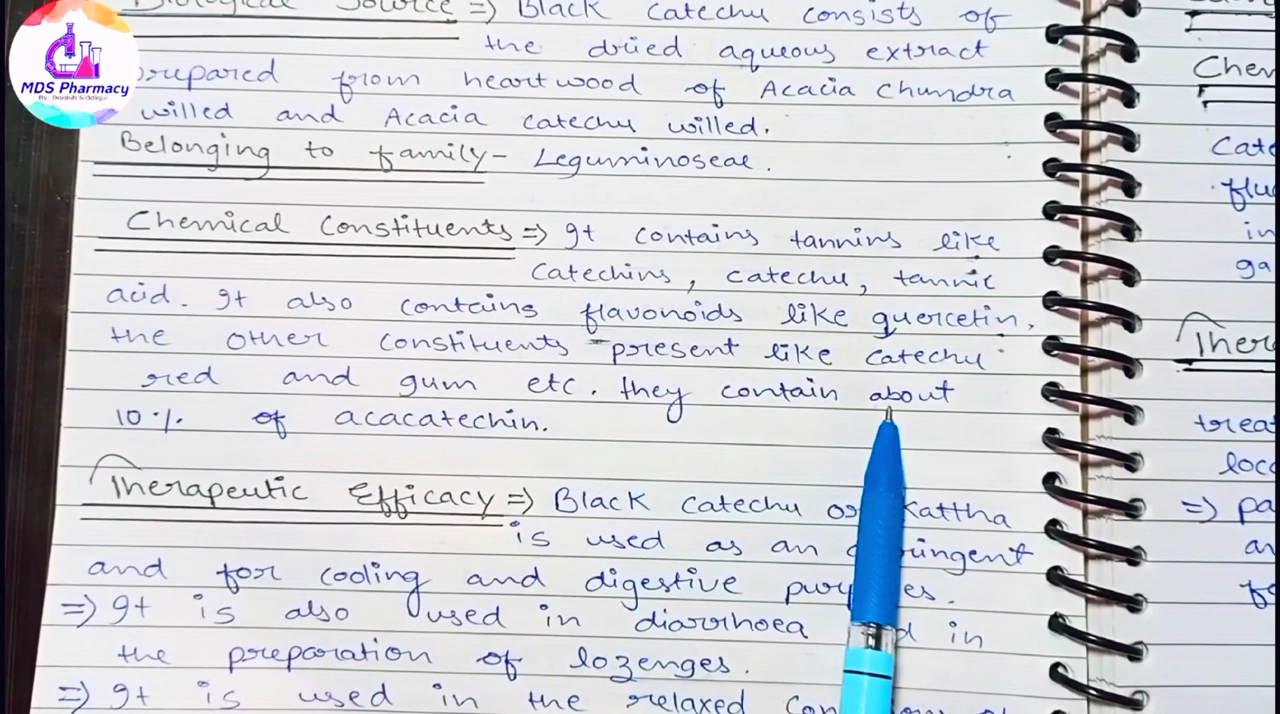 Biological Source => Black catechu consists of
the dried aqueous extract
prepared from heartwood of Acacia Chundra
willed and Acacia catechu willed.
Belonging to family- Leguminoseae.
Chemical Constituents => It contains tannins like
catechins, catechu, tannic
acid. It also contains flavonoids like quercetin.
the other constituents present like catechu
red and gum etc. they contain about
10% of acacatechin.
Therapeutic Efficacy => Black catechu or Kattha
is used as an
and for cooling and digestive
=> It is also used in diarrhoea in
the preparation of lozenges.
=> It is used in the relaxed
MDS Pharmacy
By: Danish Siddiqui
Chem
Cate
flu
in
ga
Ther
treat
loc
=> pa